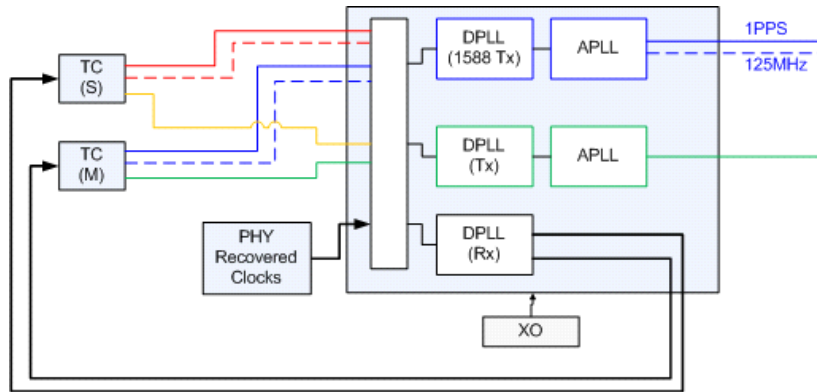 TC
(S)
TC
(M)
PHY
Recovered
Clocks
DPLL
(1588 Tx)
APLL
1PPS
125MHz
DPLL
(Tx)
APLL
DPLL
(Rx)
XO